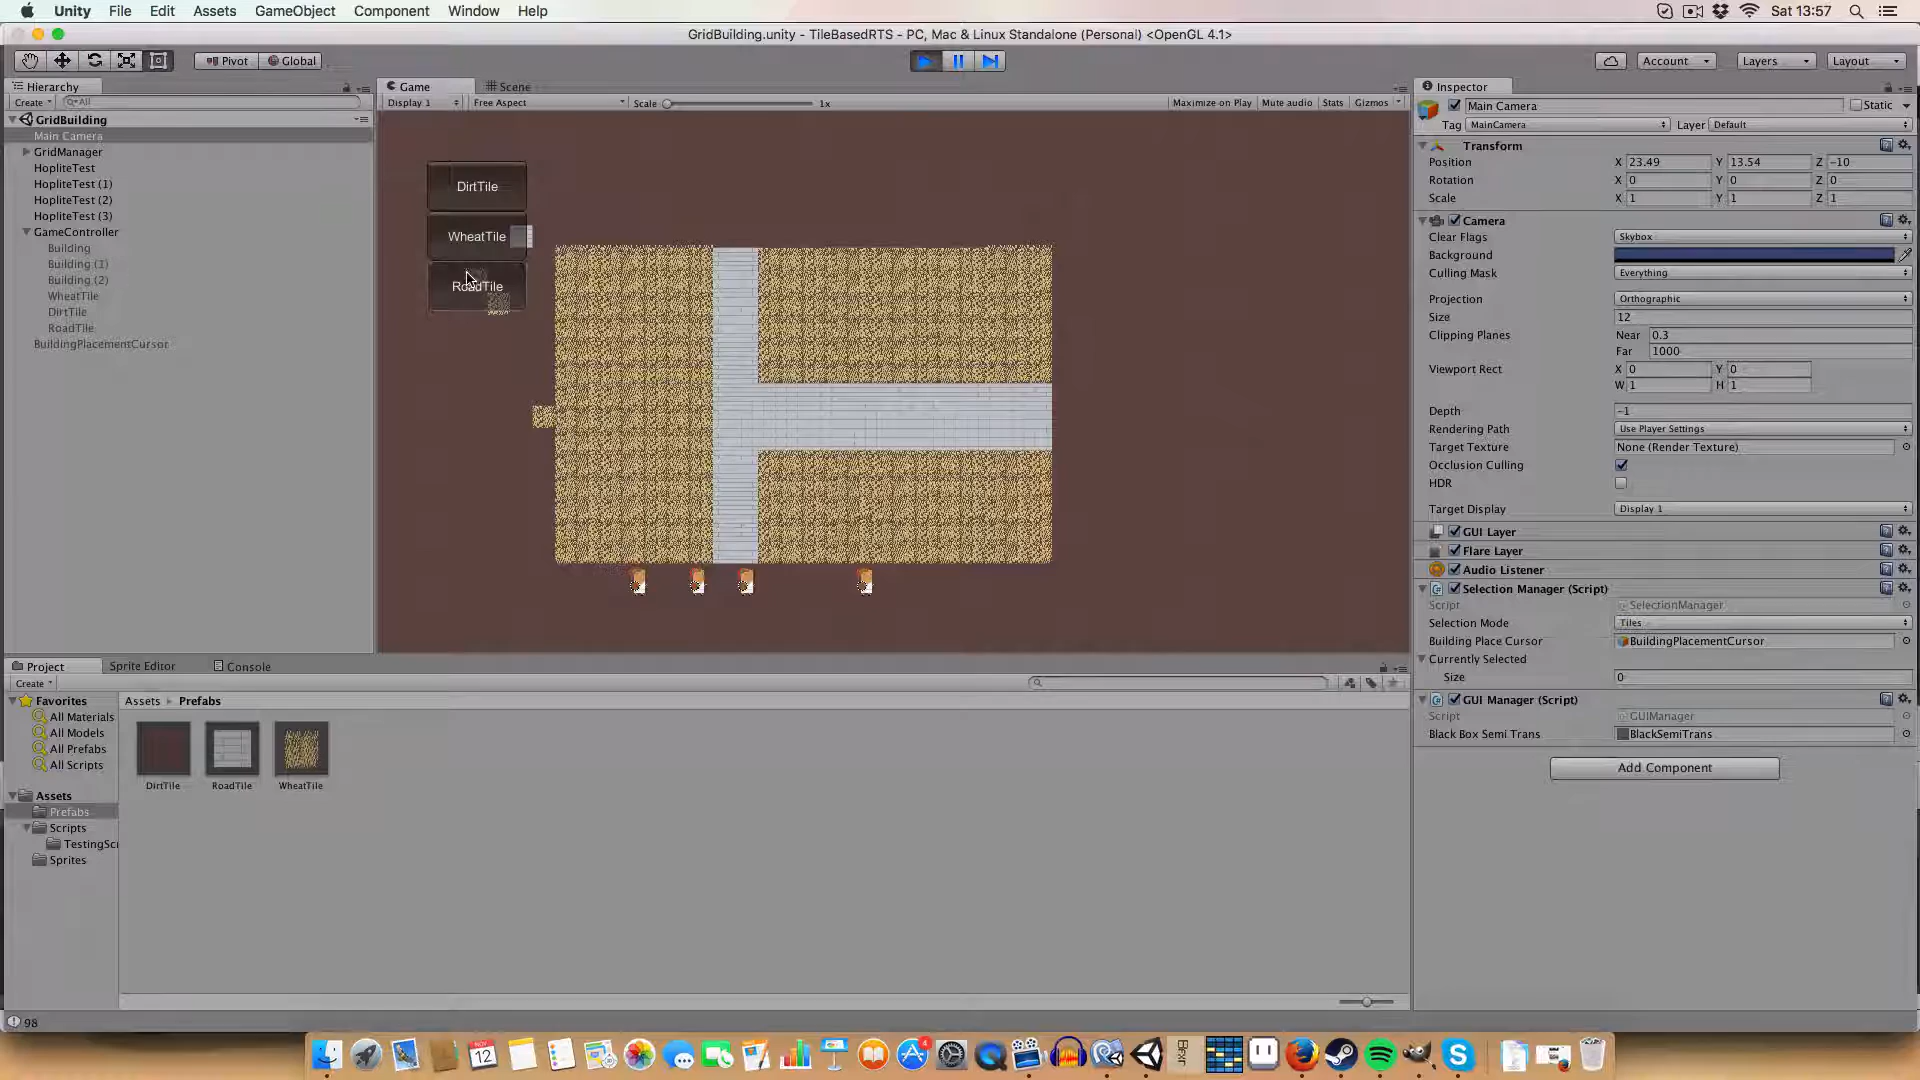 Unity File Edit Assets GameObject Component Window Help
Sat 13:57
GridBuilding.unity - TileBasedRTS - PC, Mac & Linux Standalone (Personal) <OpenGL 4.1>
Pivot Global
Account Layers Layout
Hierarchy
Create All
GridBuilding
Main Camera
GridManager
HopliteTest
HopliteTest (1)
HopliteTest (2)
HopliteTest (3)
GameController
Building
Building (1)
Building (2)
WheatTile
DirtTile
RoadTile
BuildingPlacementCursor
Game Scene
Display 1 Free Aspect Scale 1x Maximize on Play Mute audio Stats Gizmos
DirtTile
WheatTile
RoadTile
Inspector
Main Camera Static
Tag MainCamera Layer Default
Transform
Position X 23.49 Y 13.54 Z -10
Rotation X 0 Y 0 Z 0
Scale X 1 Y 1 Z 1
Camera
Clear Flags Skybox
Background
Culling Mask Everything
Projection Orthographic
Size 12
Clipping Planes Near 0.3
Far 1000
Viewport Rect X 0 Y 0
W 1 H 1
Depth -1
Rendering Path Use Player Settings
Target Texture None (Render Texture)
Occlusion Culling
HDR
Target Display Display 1
GUI Layer
Flare Layer
Audio Listener
Selection Manager (Script)
Script SelectionManager
Selection Mode Tiles
Building Place Cursor BuildingPlacementCursor
Currently Selected
Size 0
GUI Manager (Script)
Script GUIManager
Black Box Semi Trans BlackSemiTrans
Add Component
Project Sprite Editor Console
Create
Favorites
All Materials
All Models
All Prefabs
All Scripts
Assets
Prefabs
Scripts
TestingScr
Sprites
Assets Prefabs
DirtTile RoadTile WheatTile
98
NOV
12
4